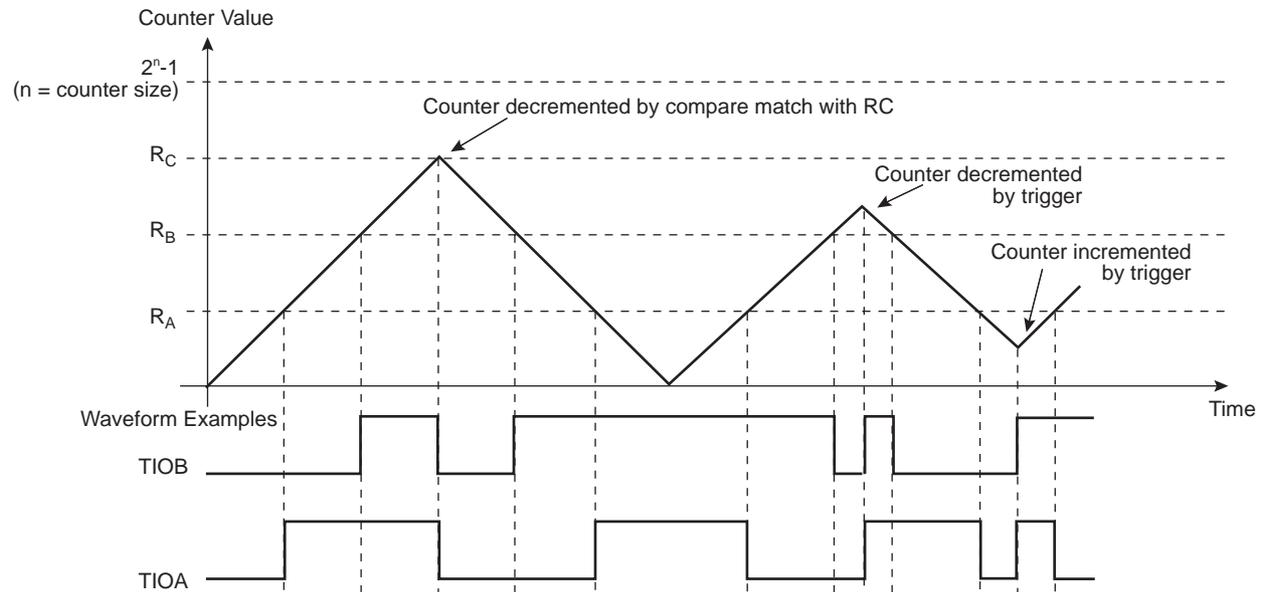 Counter Value
2ⁿ-1
(n = counter size)
Counter decremented by compare match with RC
R_C
Counter decremented
by trigger
R_B
Counter incremented
by trigger
R_A
Time
Waveform Examples
TIOB
TIOA